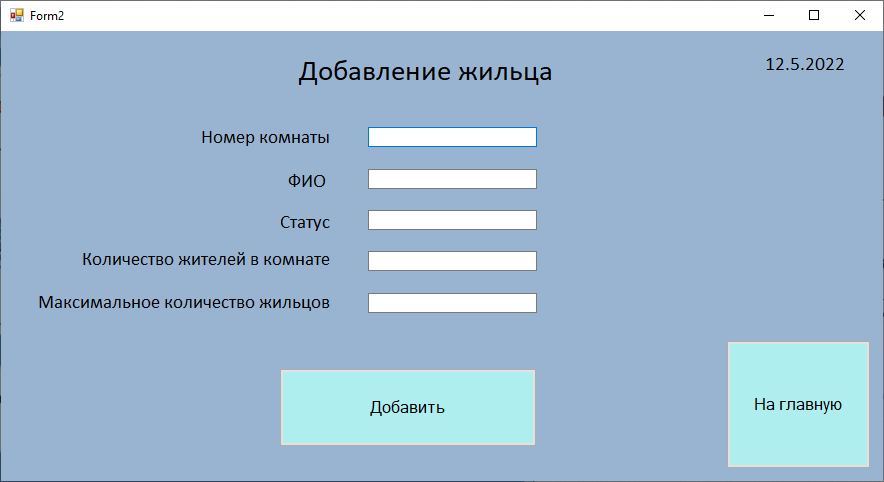 Form2
12.5.2022
Добавление жильца
Номер комнаты
ФИО
Статус
Количество жителей в комнате
Максимальное количество жильцов
Добавить
На главную